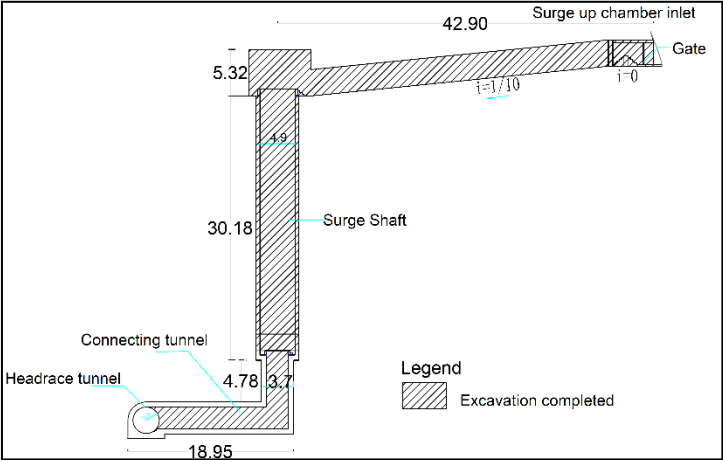 Surge up chamber inlet
42.90
Gate
5.32
i=1/10
i=0
4.9
30.18
Surge Shaft
Connecting tunnel
Headrace tunnel
4.78
3.7
Legend
Excavation completed
18.95